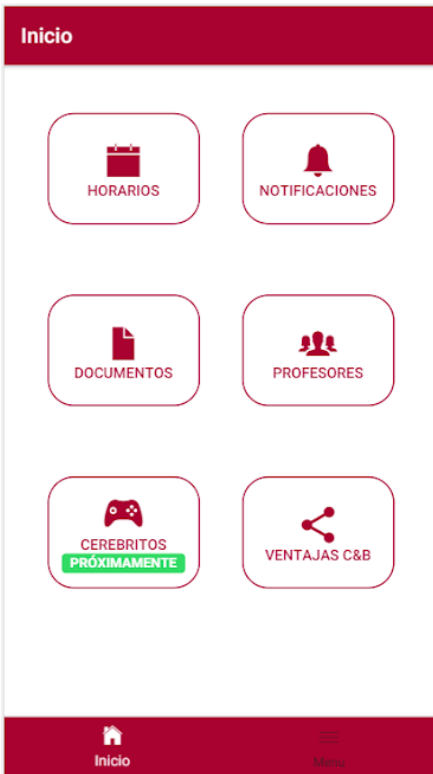 Inicio
HORARIOS
NOTIFICACIONES
DOCUMENTOS
PROFESORES
CEREBRITOS
PRÓXIMAMENTE
VENTAJAS C&B
Inicio
Menu